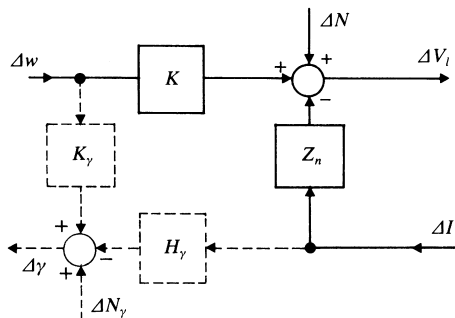 ΔN
Δw
+
+
ΔV_l
K
−
K_γ
Z_n
+
H_γ
ΔI
−
Δγ
+
ΔN_γ